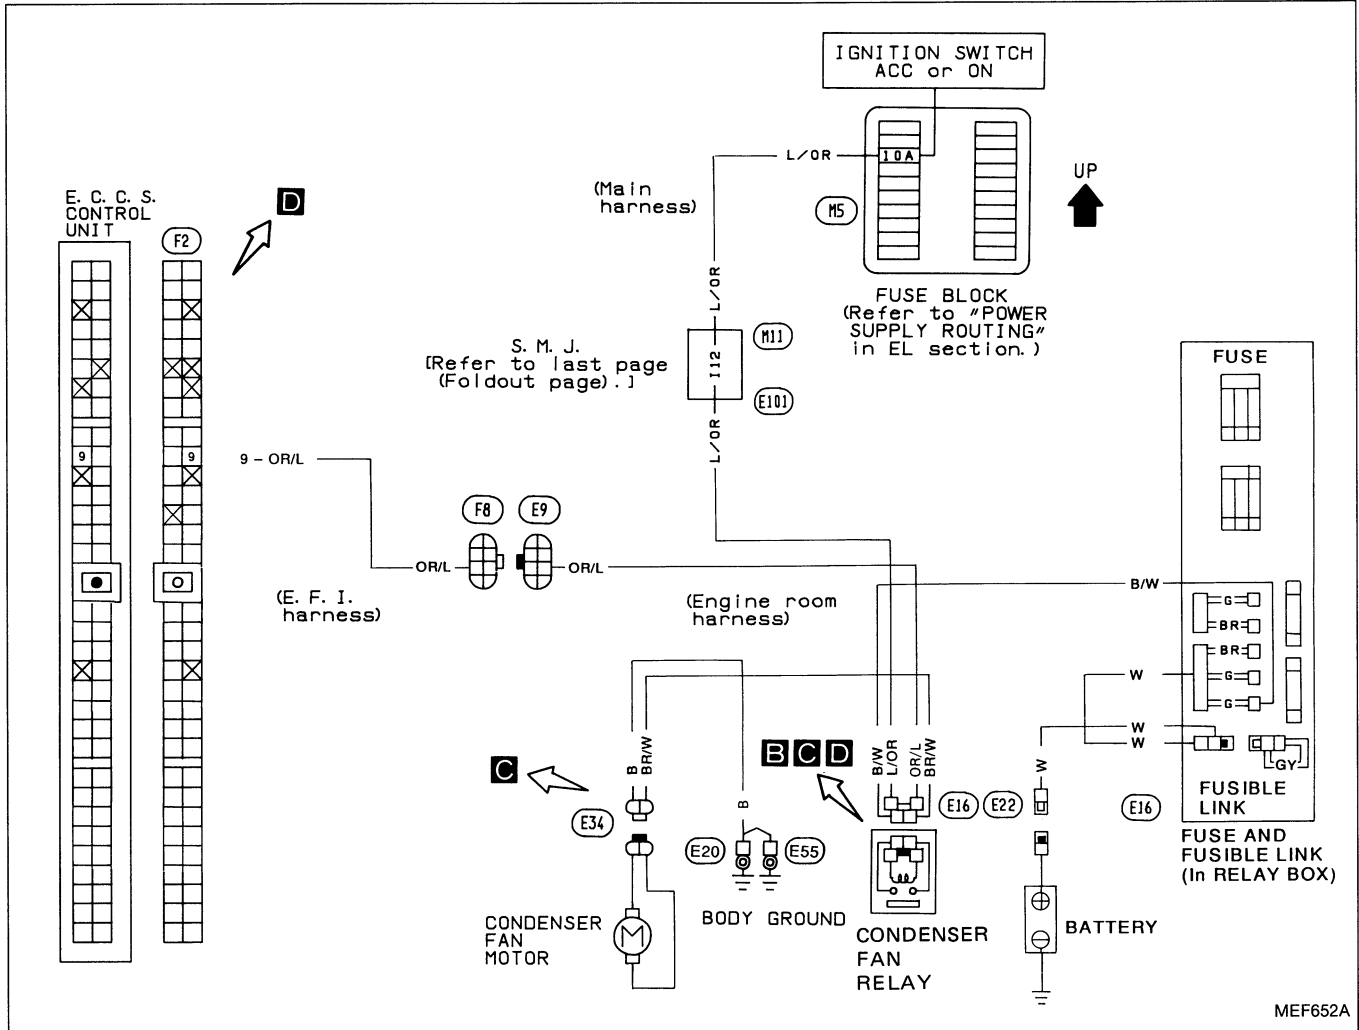 IGNITION SWITCH
ACC or ON
L/OR
10A
UP
(Main
harness)
M5
E. C. C. S.
CONTROL
UNIT
D
F2
L/OR
FUSE BLOCK
(Refer to "POWER
SUPPLY ROUTING"
in EL section.)
S. M. J.
[Refer to last page
(Foldout page).]
M11
I12
E101
FUSE
L/OR
9
9
9 – OR/L
F8
E9
OR/L
OR/L
B/W
(E. F. I.
harness)
(Engine room
harness)
G
BR
BR
G
G
W
W
W
W
GY
B
BR/W
B/W
L/OR
OR/L
BR/W
C
B C D
B
E34
E16
E22
E16
FUSIBLE
LINK
E20
E55
FUSE AND
FUSIBLE LINK
(In RELAY BOX)
CONDENSER
FAN
MOTOR
M
BODY GROUND
CONDENSER
FAN
RELAY
BATTERY
MEF652A